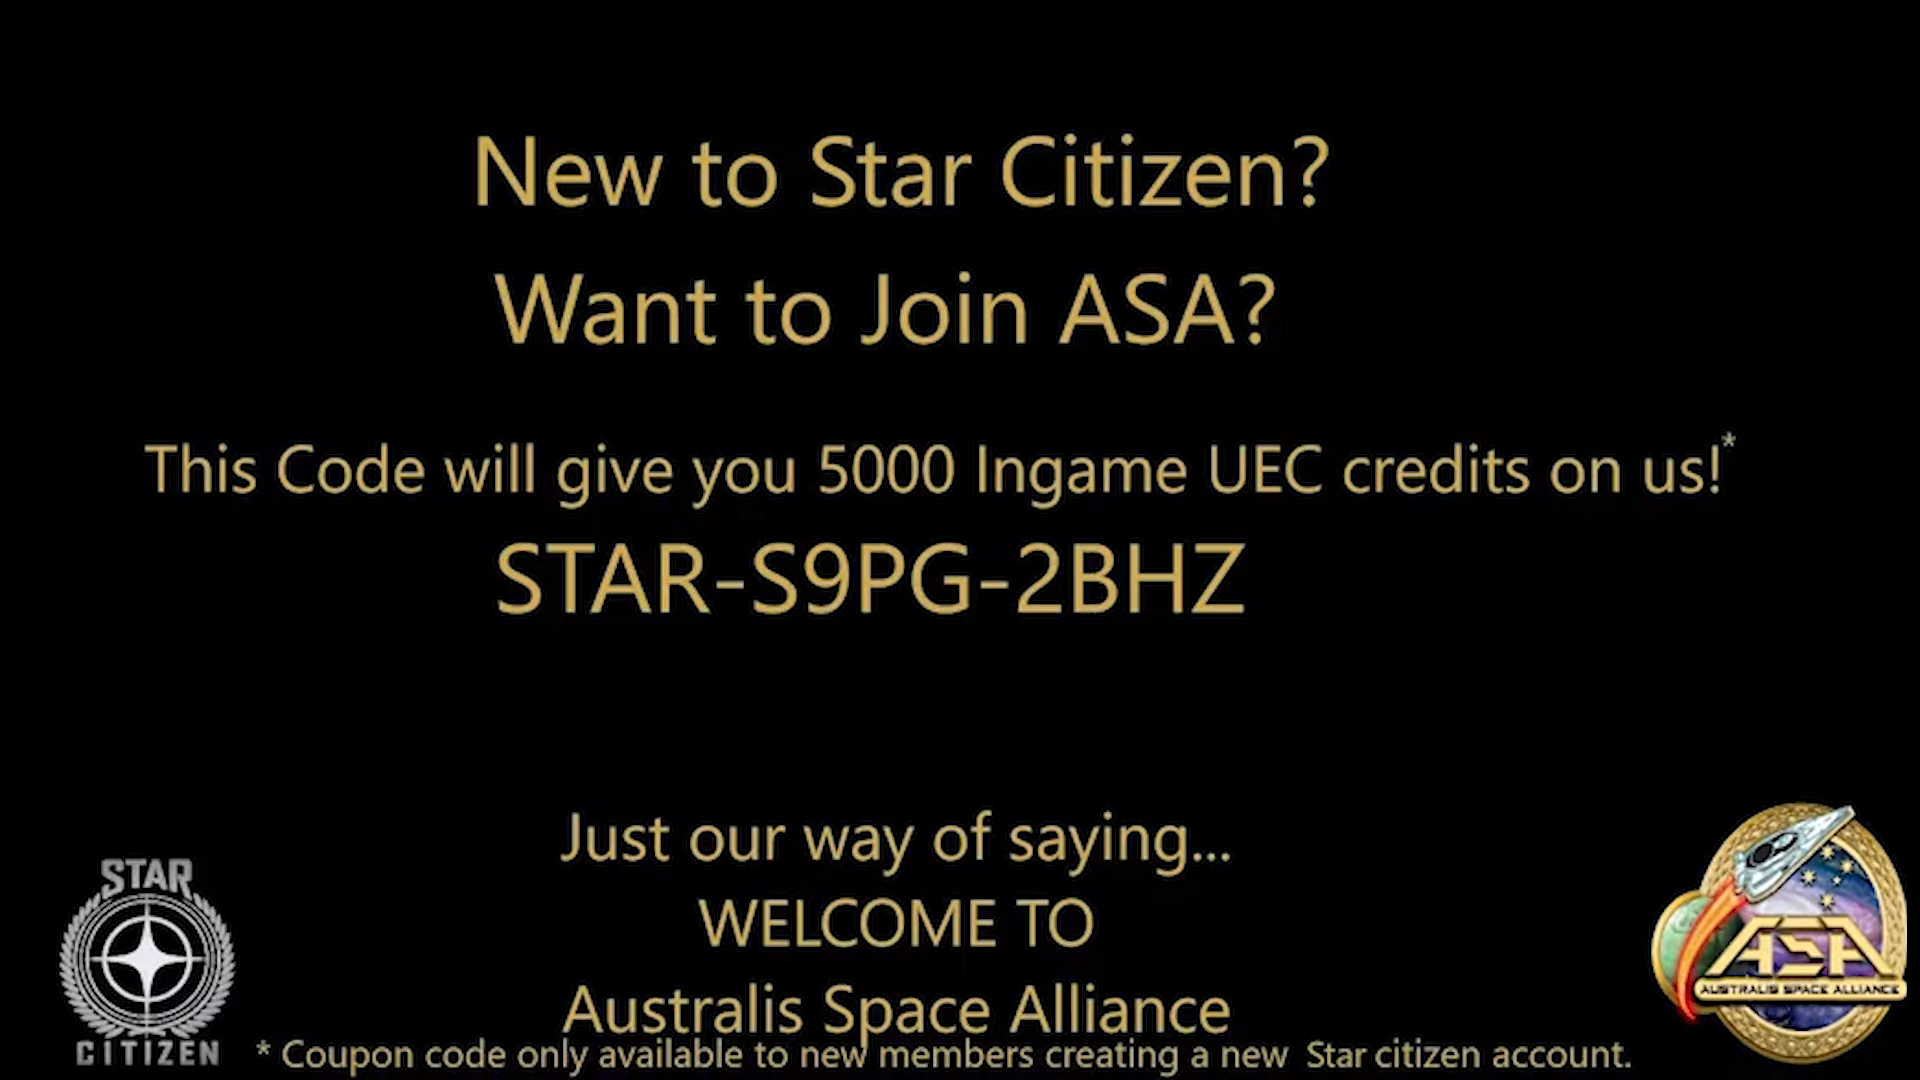 New to Star Citizen?
Want to Join ASA?
This Code will give you 5000 Ingame UEC credits on us!*
STAR-S9PG-2BHZ
Just our way of saying...
WELCOME TO
Australis Space Alliance
* Coupon code only available to new members creating a new Star citizen account.
STAR
CITIZEN
ASA
AUSTRALIS SPACE ALLIANCE